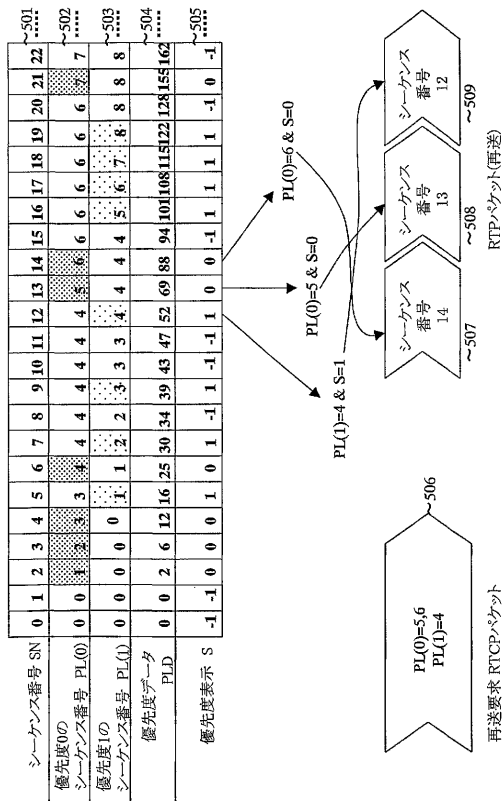 シーケンス番号 SN 0 1 2 3 4 5 6 7 8 9 10 11 12 13 14 15 16 17 18 19 20 21 22 501
優先度0の
シーケンス番号 PL(0) 0 0 1 2 3 3 4 4 4 4 4 4 4 5 6 6 6 6 6 6 6 7 7 502
優先度1の
シーケンス番号 PL(1) 0 0 0 0 0 1 1 2 2 3 3 3 4 4 4 4 5 6 7 8 8 8 8 503
優先度データ
PLD 0 0 2 6 12 16 25 30 34 39 43 47 52 69 88 94 101 108 115 122 128 155 162 504
優先度表示 S -1 -1 0 0 0 1 0 1 -1 1 -1 -1 1 0 0 -1 1 1 1 1 -1 0 -1 505
PL(1)=4 & S=1
PL(0)=5 & S=0
PL(0)=6 & S=0
PL(0)=5,6
PL(1)=4
506
再送要求 RTCPパケット
シーケンス
番号
14
507
シーケンス
番号
13
508
シーケンス
番号
12
509
RTPパケット(再送)